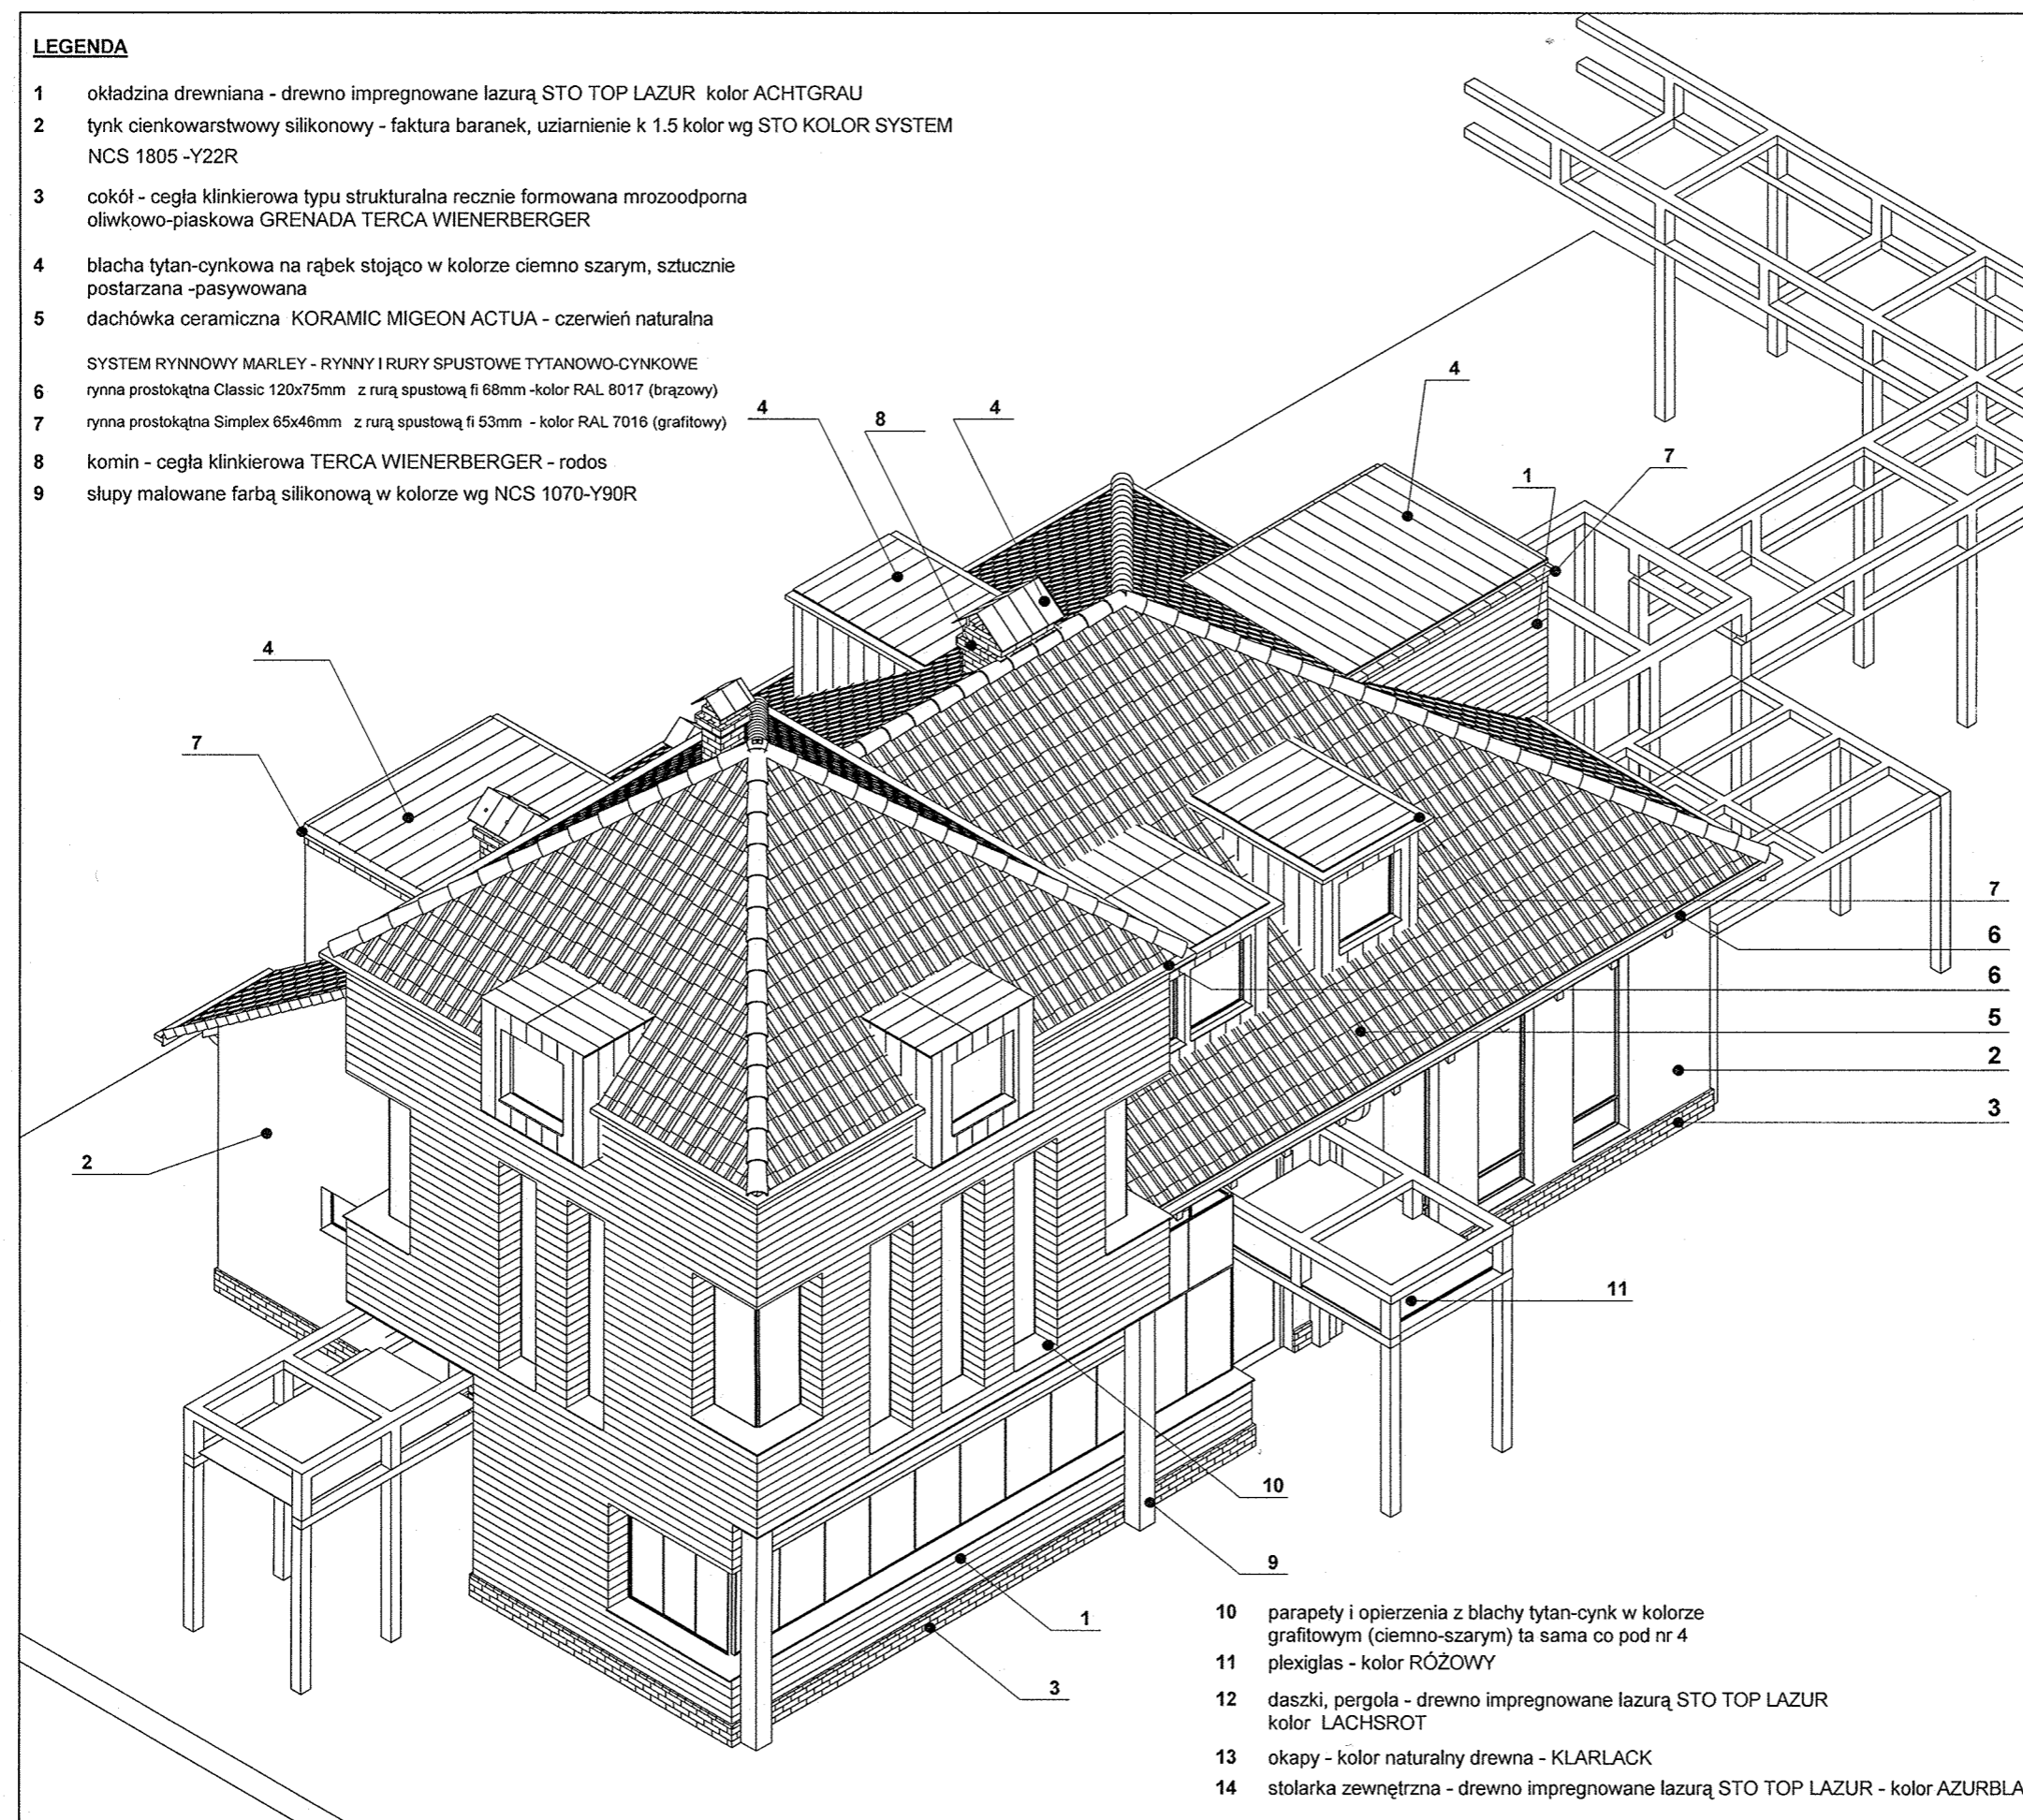 LEGENDA
1 okładzina drewniana - drewno impregnowane lazurą STO TOP LAZUR kolor ACHTGRAU
2 tynk cienkowarstwowy silikonowy - faktura baranek, uziarnienie k 1.5 kolor wg STO KOLOR SYSTEM
NCS 1805 -Y22R
3 cokół - cegła klinkierowa typu strukturalna recznie formowana mrozoodporna
oliwkowo-piaskowa GRENADA TERCA WIENERBERGER
4 blacha tytan-cynkowa na rąbek stojąco w kolorze ciemno szarym, sztucznie
postarzana -pasywowana
5 dachówka ceramiczna KORAMIC MIGEON ACTUA - czerwień naturalna
SYSTEM RYNNOWY MARLEY - RYNNY I RURY SPUSTOWE TYTANOWO-CYNKOWE
6 rynna prostokątna Classic 120x75mm z rurą spustową fi 68mm -kolor RAL 8017 (brązowy)
7 rynna prostokątna Simplex 65x46mm z rurą spustową fi 53mm - kolor RAL 7016 (grafitowy)
8 komin - cegła klinkierowa TERCA WIENERBERGER - rodos
9 słupy malowane farbą silikonową w kolorze wg NCS 1070-Y90R
4
4
8
4
7
1
4
7
7
6
6
5
2
3
2
11
10
9
1
3
10 parapety i opierzenia z blachy tytan-cynk w kolorze
grafitowym (ciemno-szarym) ta sama co pod nr 4
11 plexiglas - kolor RÓŻOWY
12 daszki, pergola - drewno impregnowane lazurą STO TOP LAZUR
kolor LACHSROT
13 okapy - kolor naturalny drewna - KLARLACK
14 stolarka zewnętrzna - drewno impregnowane lazurą STO TOP LAZUR - kolor AZURBLA